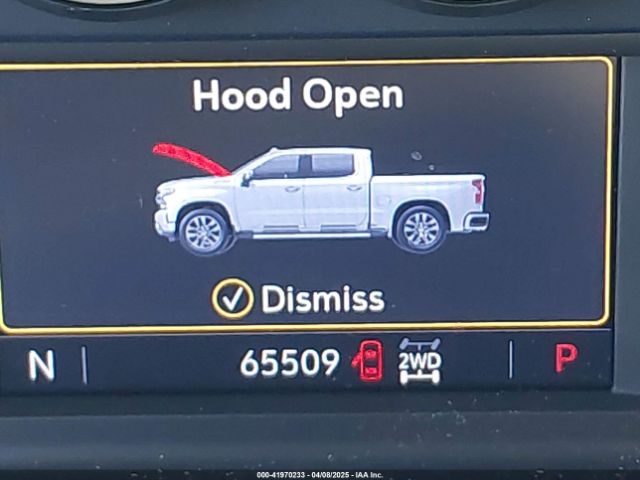 Hood Open
Dismiss
N 65509 2WD P
000-41970233 - 04/08/2025 - IAA Inc.